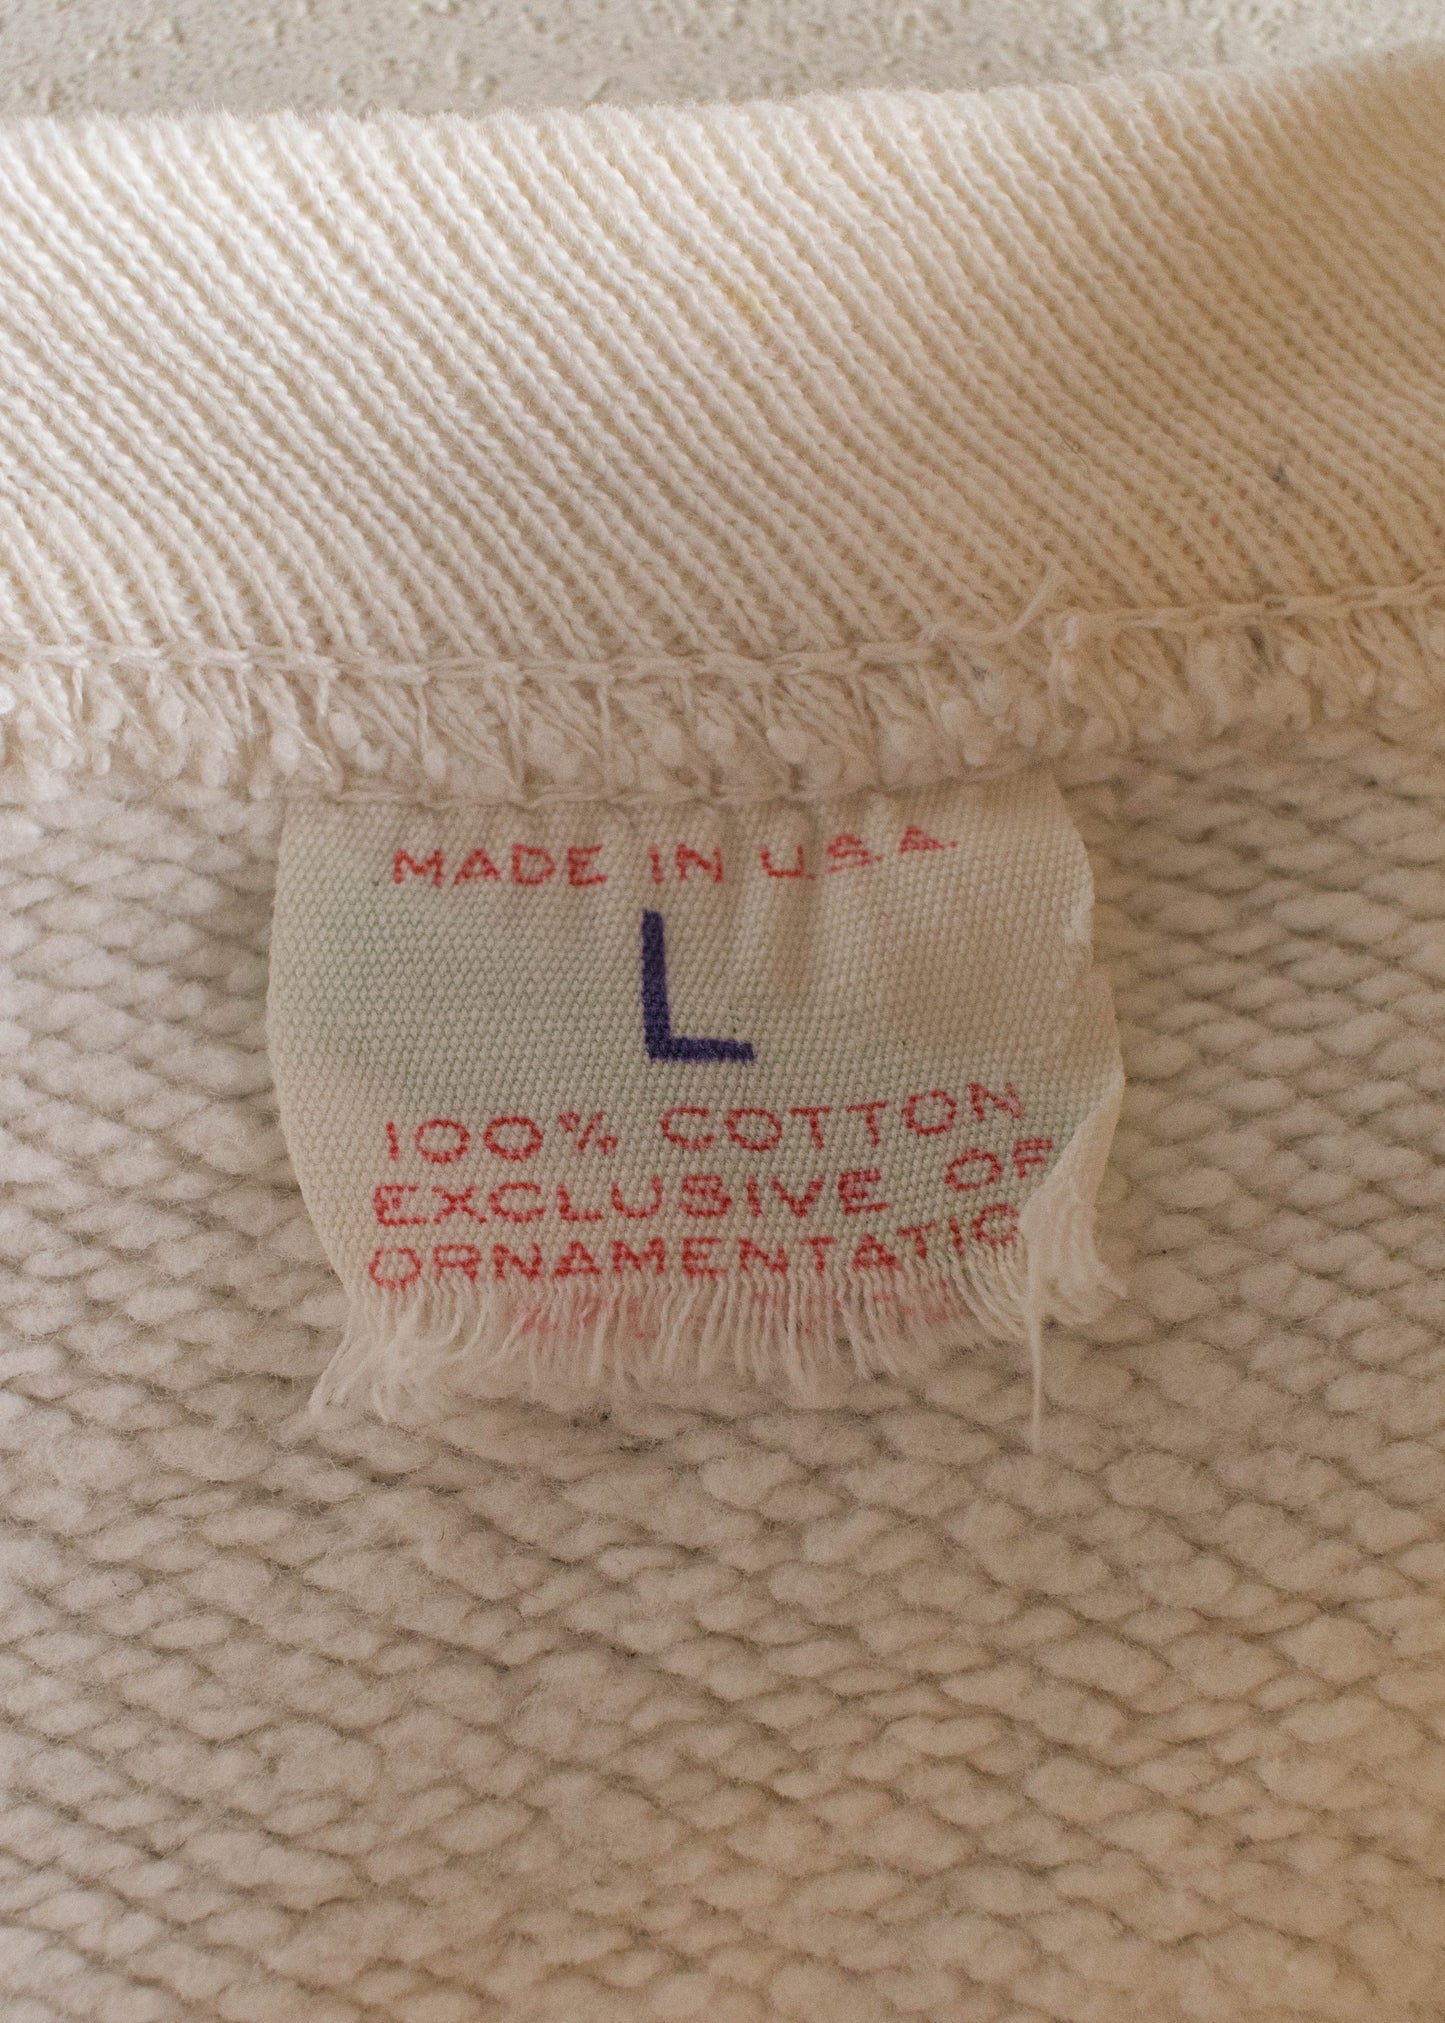 MADE IN U.S.A.
L
100% COTTON
EXCLUSIVE OF
ORNAMENTATIO